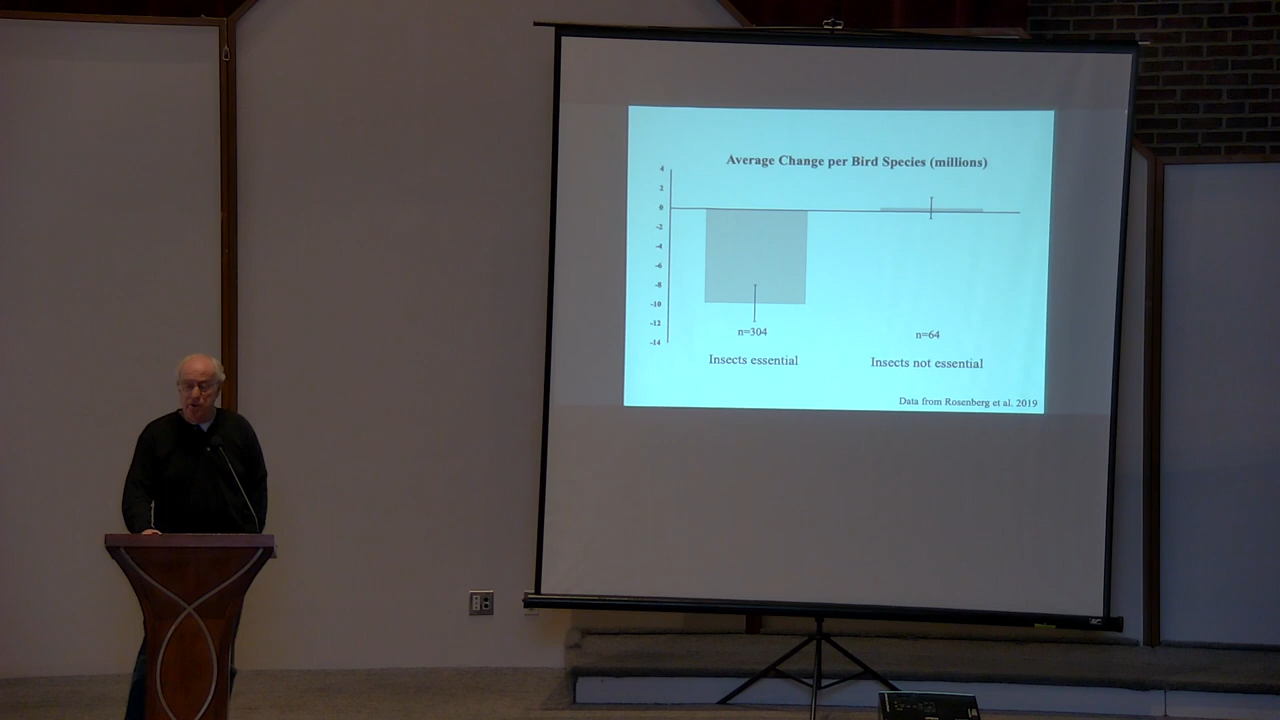 Average Change per Bird Species (millions)
4
2
0
-2
-4
-6
-8
-10
-12
-14
n=304
n=64
Insects essential
Insects not essential
Data from Rosenberg et al. 2019